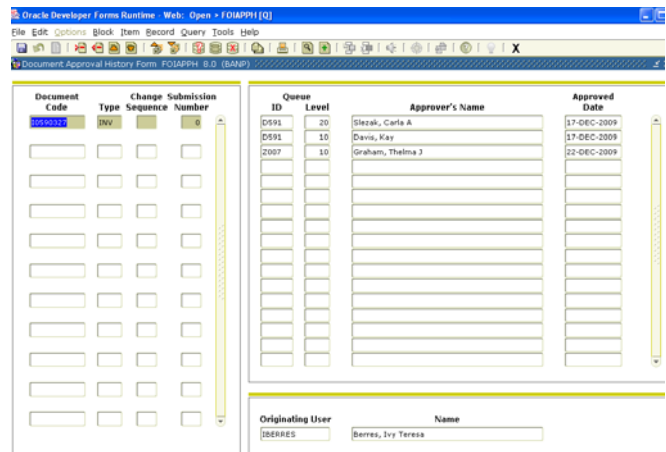 Oracle Developer Forms Runtime - Web: Open > FOIAPPH [Q]
File Edit Options Block Item Record Query Tools Help
Document Approval History Form FOIAPPH 8.0 (BANP)
Document Code Type Change Sequence Submission Number
I0590327 INV 0
Queue ID Level Approver's Name Approved Date
D591 20 Slezak, Carla A 17-DEC-2009
D591 10 Davis, Kay 17-DEC-2009
Z007 10 Graham, Thelma J 22-DEC-2009
Originating User Name
IBERRES Berres, Ivy Teresa